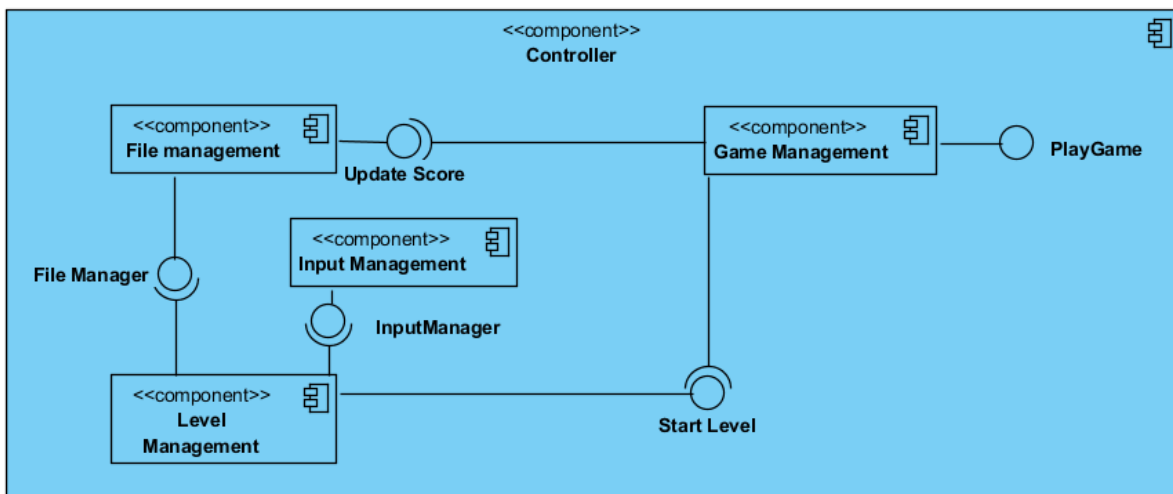 <<component>>
Controller
<<component>>
File management
Update Score
<<component>>
Game Management
PlayGame
<<component>>
Input Management
File Manager
InputManager
<<component>>
Level
Management
Start Level